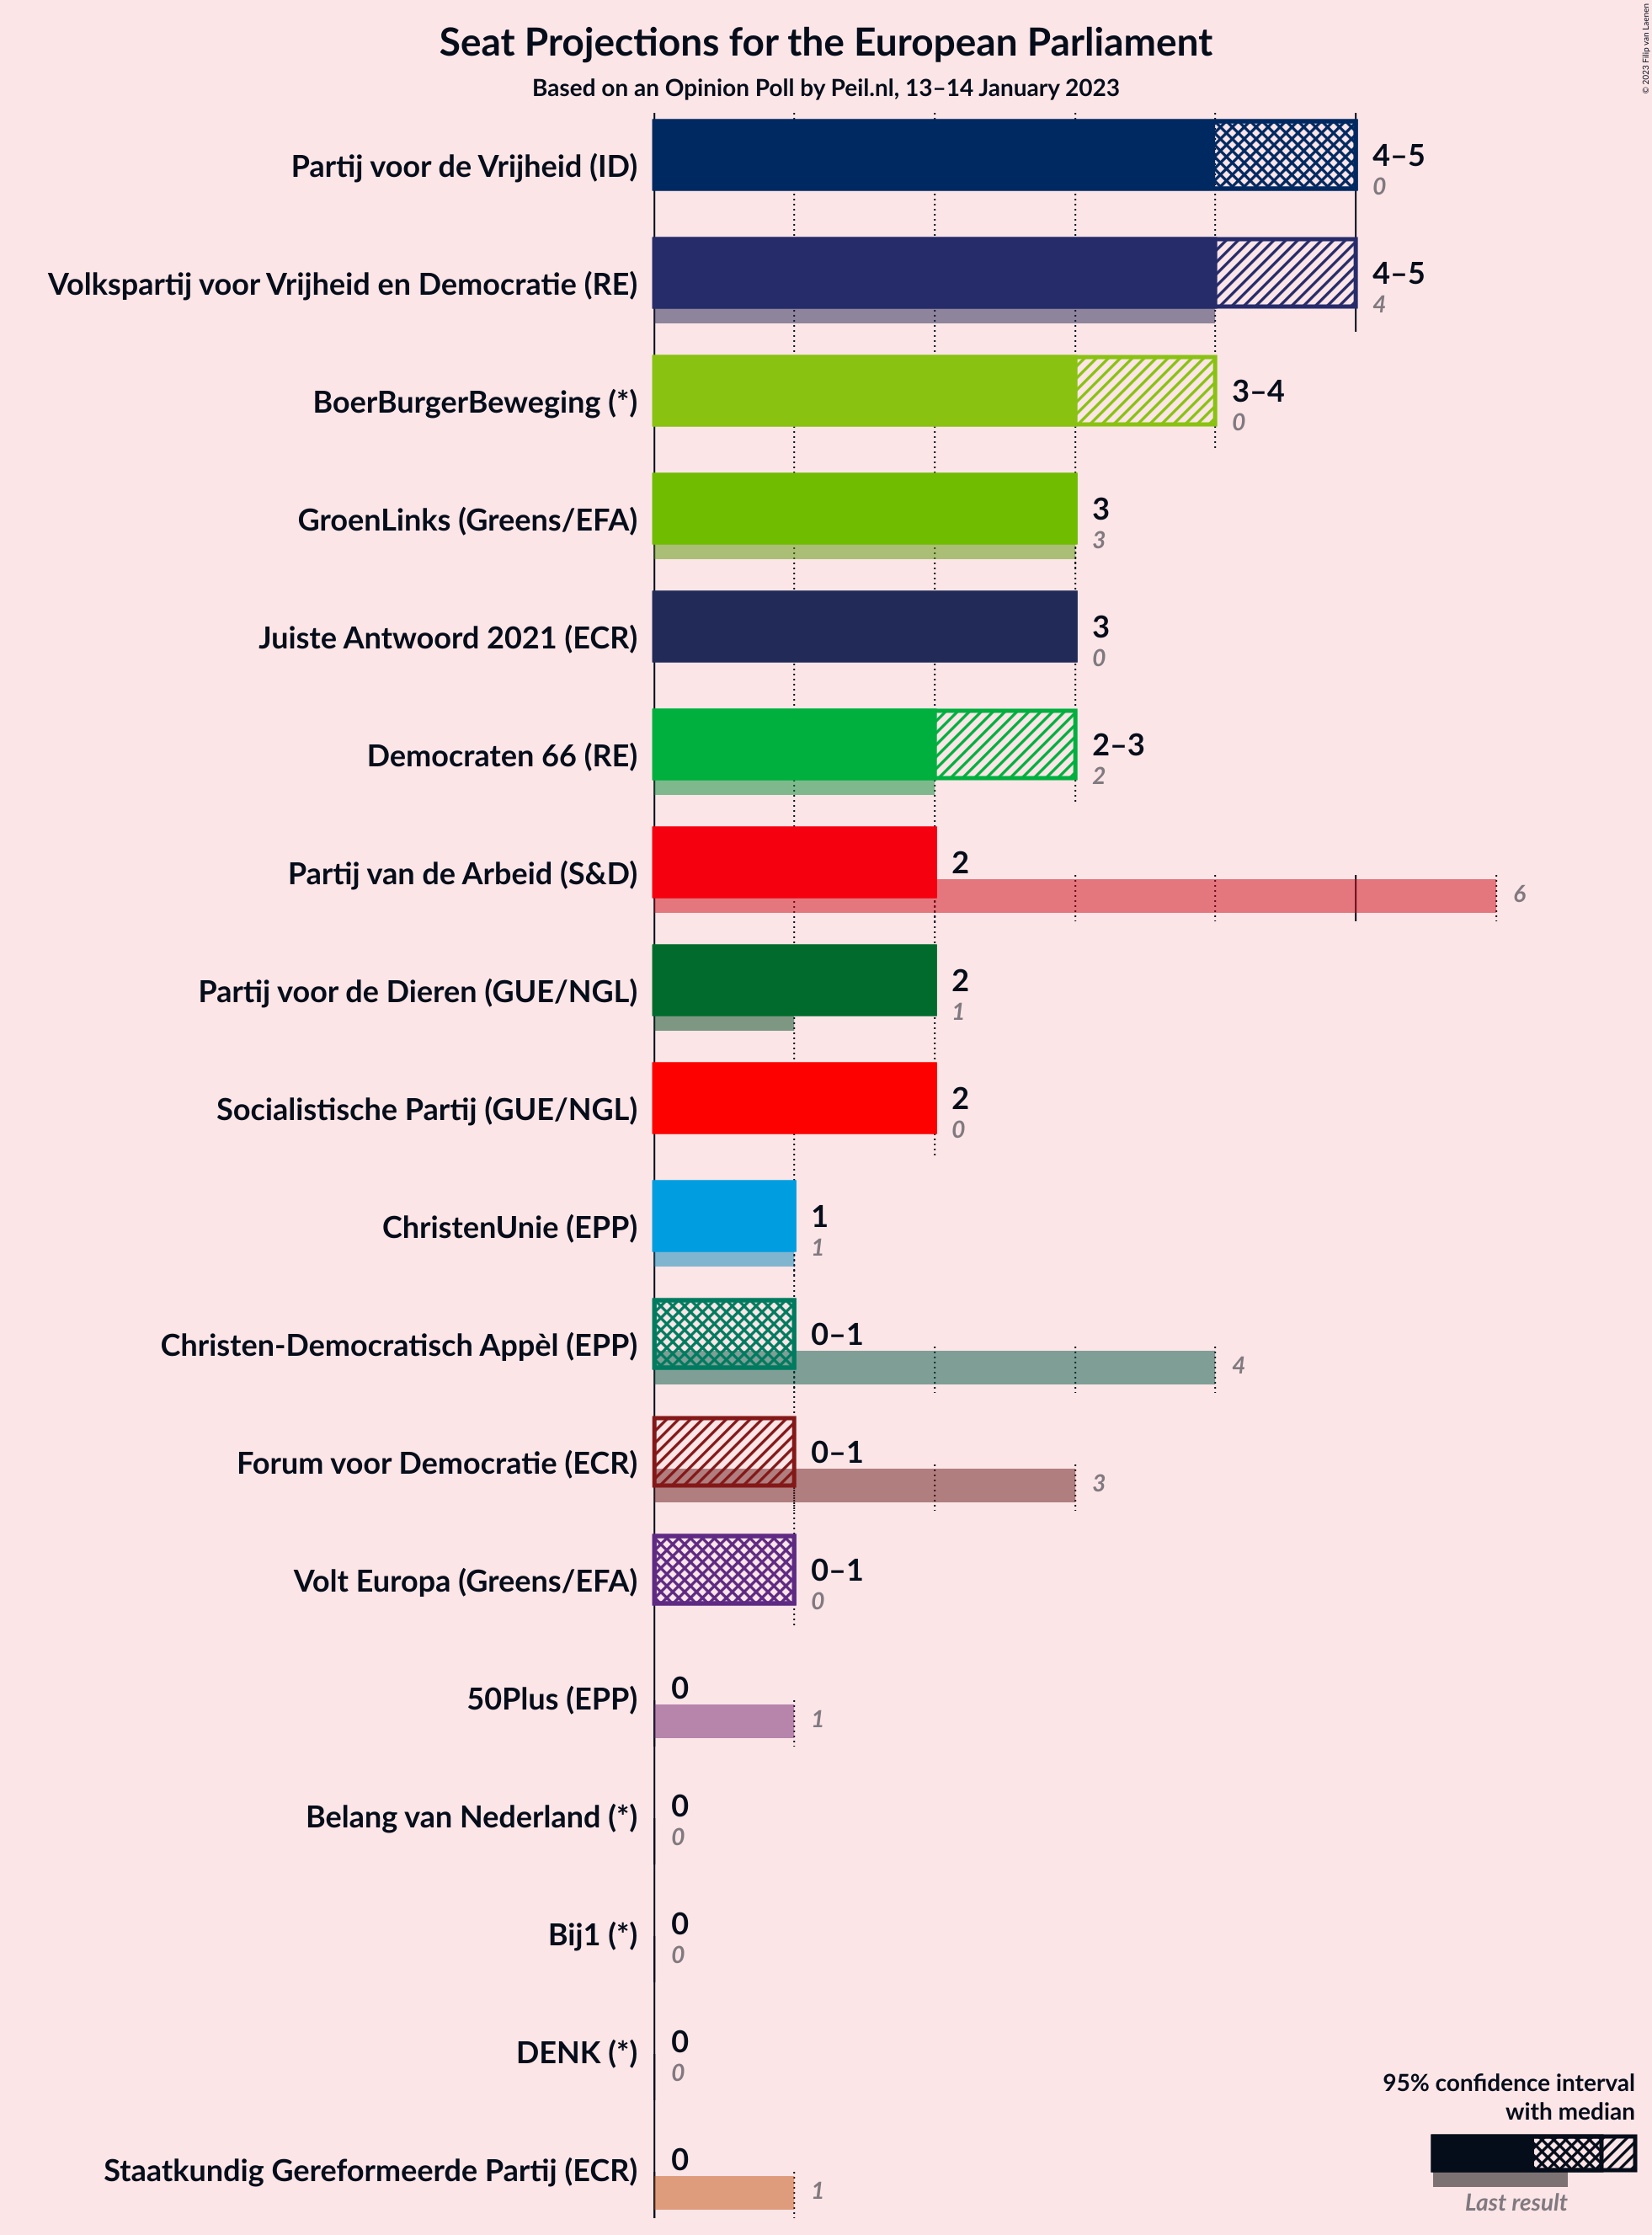 Seat Projections for the European Parliament
Based on an Opinion Poll by Peil.nl, 13–14 January 2023
© 2023 Filip van Laenen
Partij voor de Vrijheid (ID)
4–5
0
Volkspartij voor Vrijheid en Democratie (RE)
4–5
4
BoerBurgerBeweging (*)
3–4
0
GroenLinks (Greens/EFA)
3
3
Juiste Antwoord 2021 (ECR)
3
0
Democraten 66 (RE)
2–3
2
Partij van de Arbeid (S&D)
2
6
Partij voor de Dieren (GUE/NGL)
2
1
Socialistische Partij (GUE/NGL)
2
0
ChristenUnie (EPP)
1
1
Christen-Democratisch Appèl (EPP)
0–1
4
Forum voor Democratie (ECR)
0–1
3
Volt Europa (Greens/EFA)
0–1
0
50Plus (EPP)
0
1
Belang van Nederland (*)
0
0
Bij1 (*)
0
0
DENK (*)
0
0
Staatkundig Gereformeerde Partij (ECR)
0
1
95% confidence interval
with median
Last result